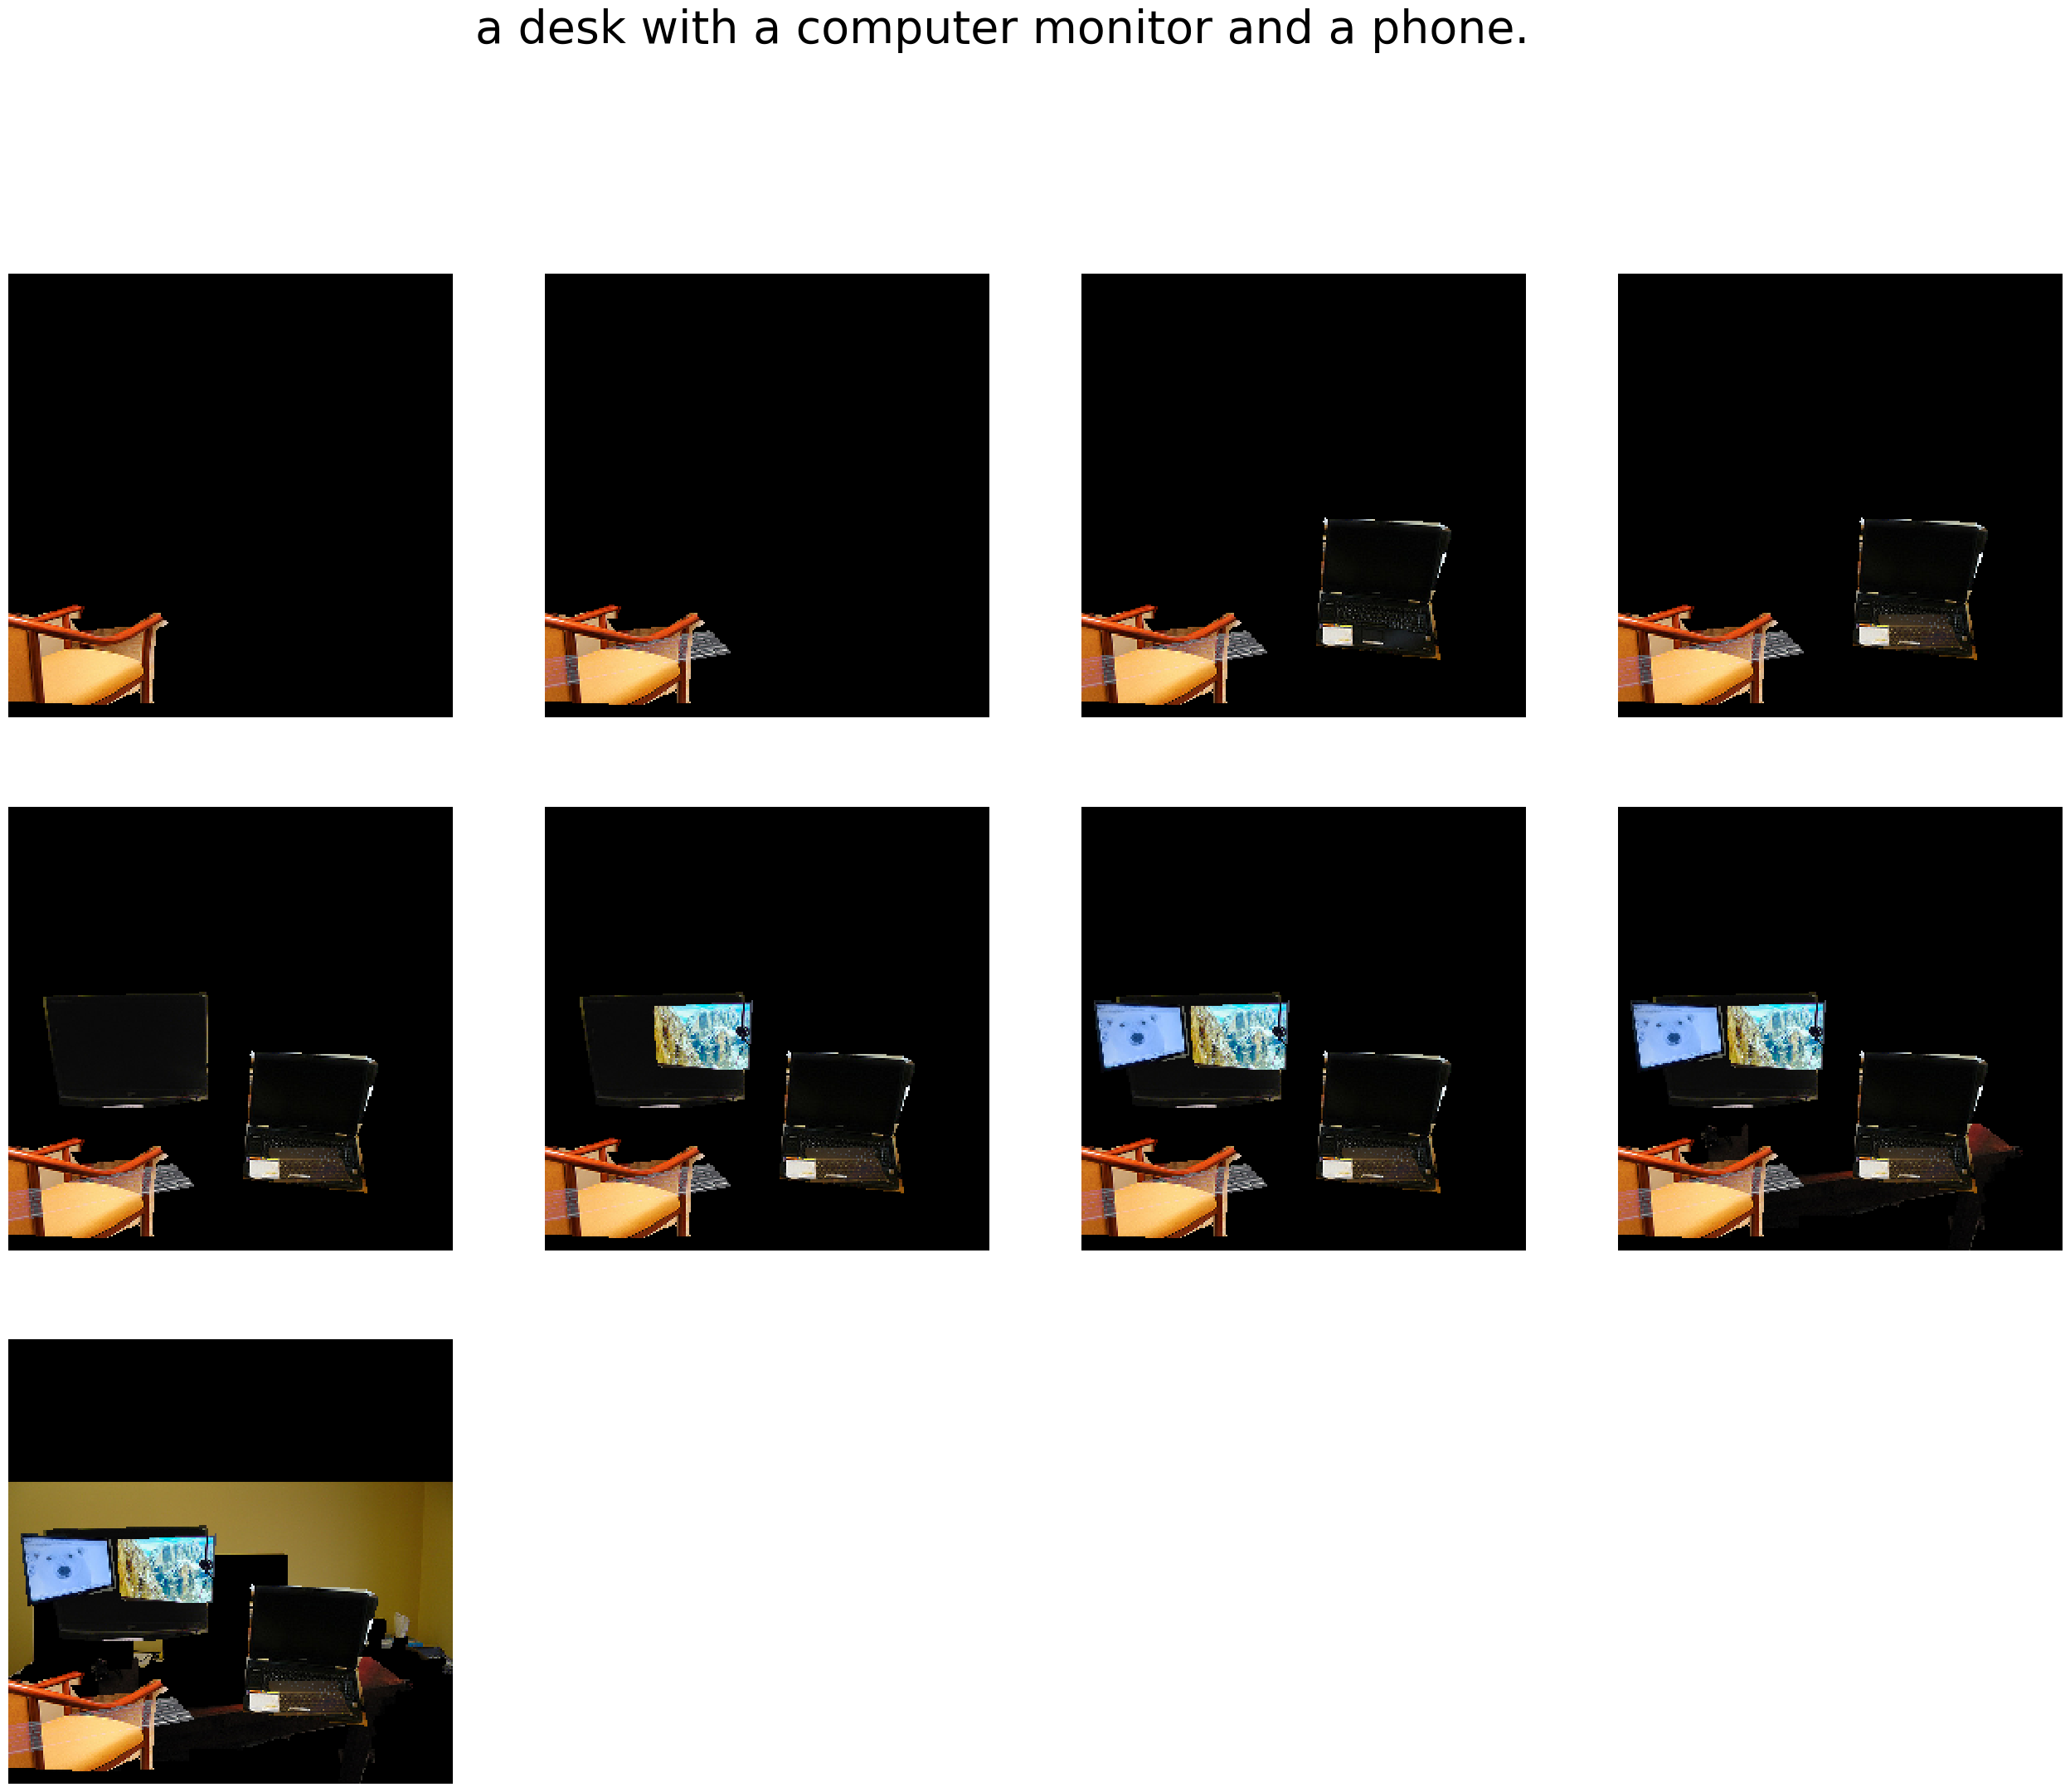 a desk with a computer monitor and a phone.